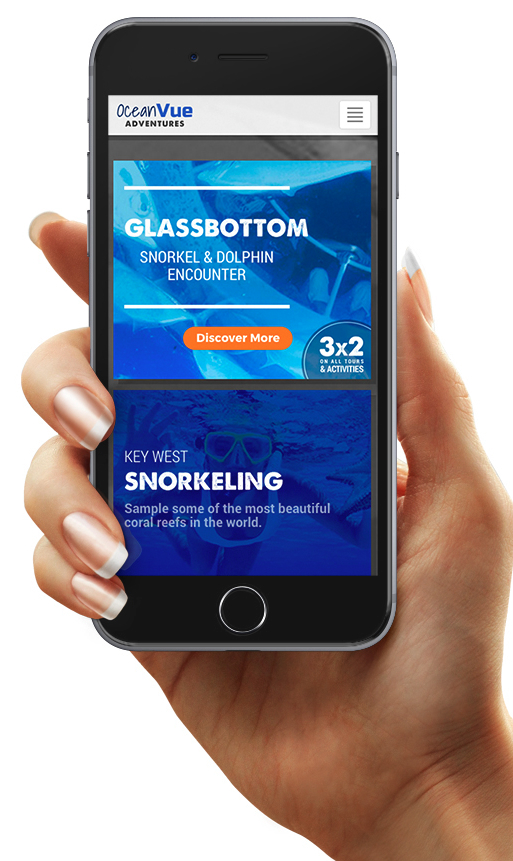 OceanVue
ADVENTURES
GLASSBOTTOM
SNORKEL & DOLPHIN
ENCOUNTER
Discover More
3x2
ON ALL TOURS
& ACTIVITIES
KEY WEST
SNORKELING
Sample some of the most beautiful
coral reefs in the world.